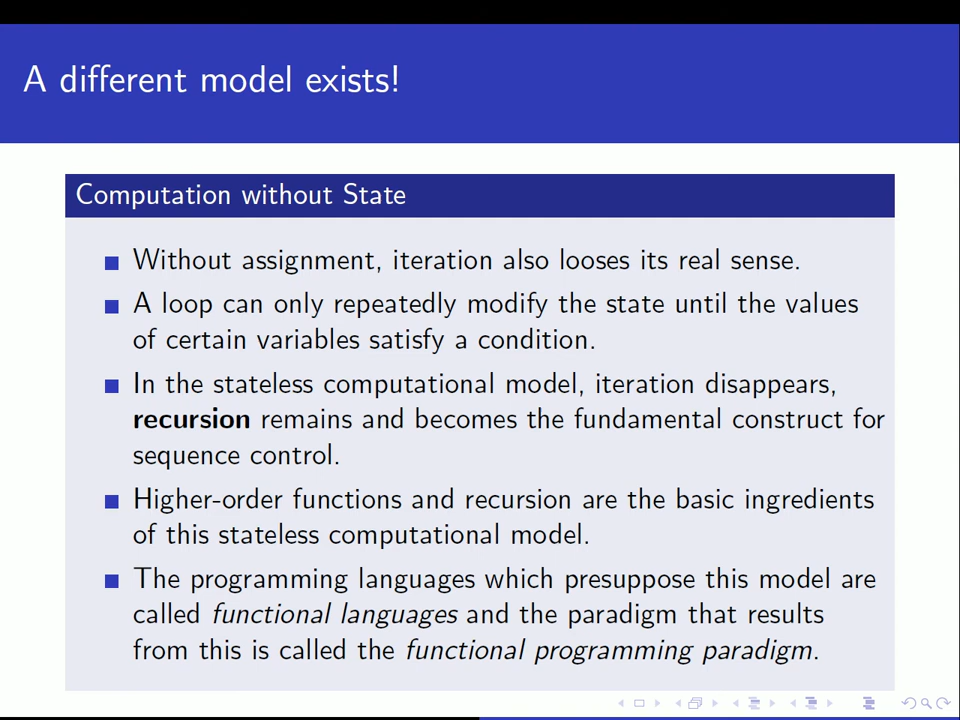 A different model exists!
Computation without State
Without assignment, iteration also looses its real sense.
A loop can only repeatedly modify the state until the values
of certain variables satisfy a condition.
In the stateless computational model, iteration disappears,
recursion remains and becomes the fundamental construct for
sequence control.
Higher-order functions and recursion are the basic ingredients
of this stateless computational model.
The programming languages which presuppose this model are
called functional languages and the paradigm that results
from this is called the functional programming paradigm.